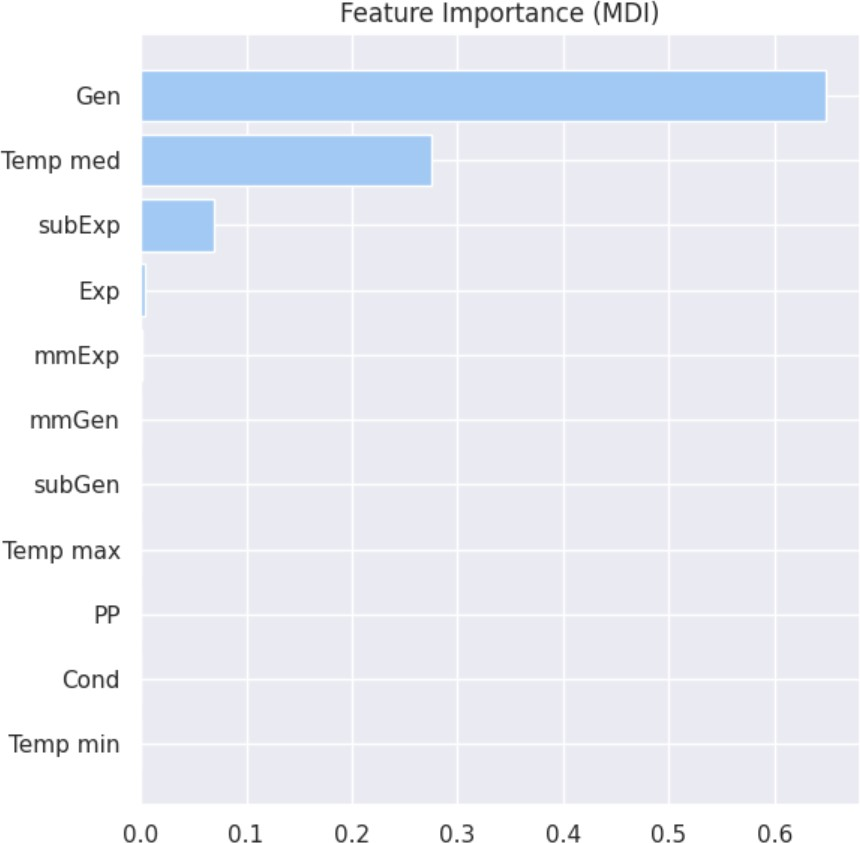 Feature Importance (MDI)
Gen
Temp med
subExp
Exp
mmExp
mmGen
subGen
Temp max
PP
Cond
Temp min
0.0 0.1 0.2 0.3 0.4 0.5 0.6